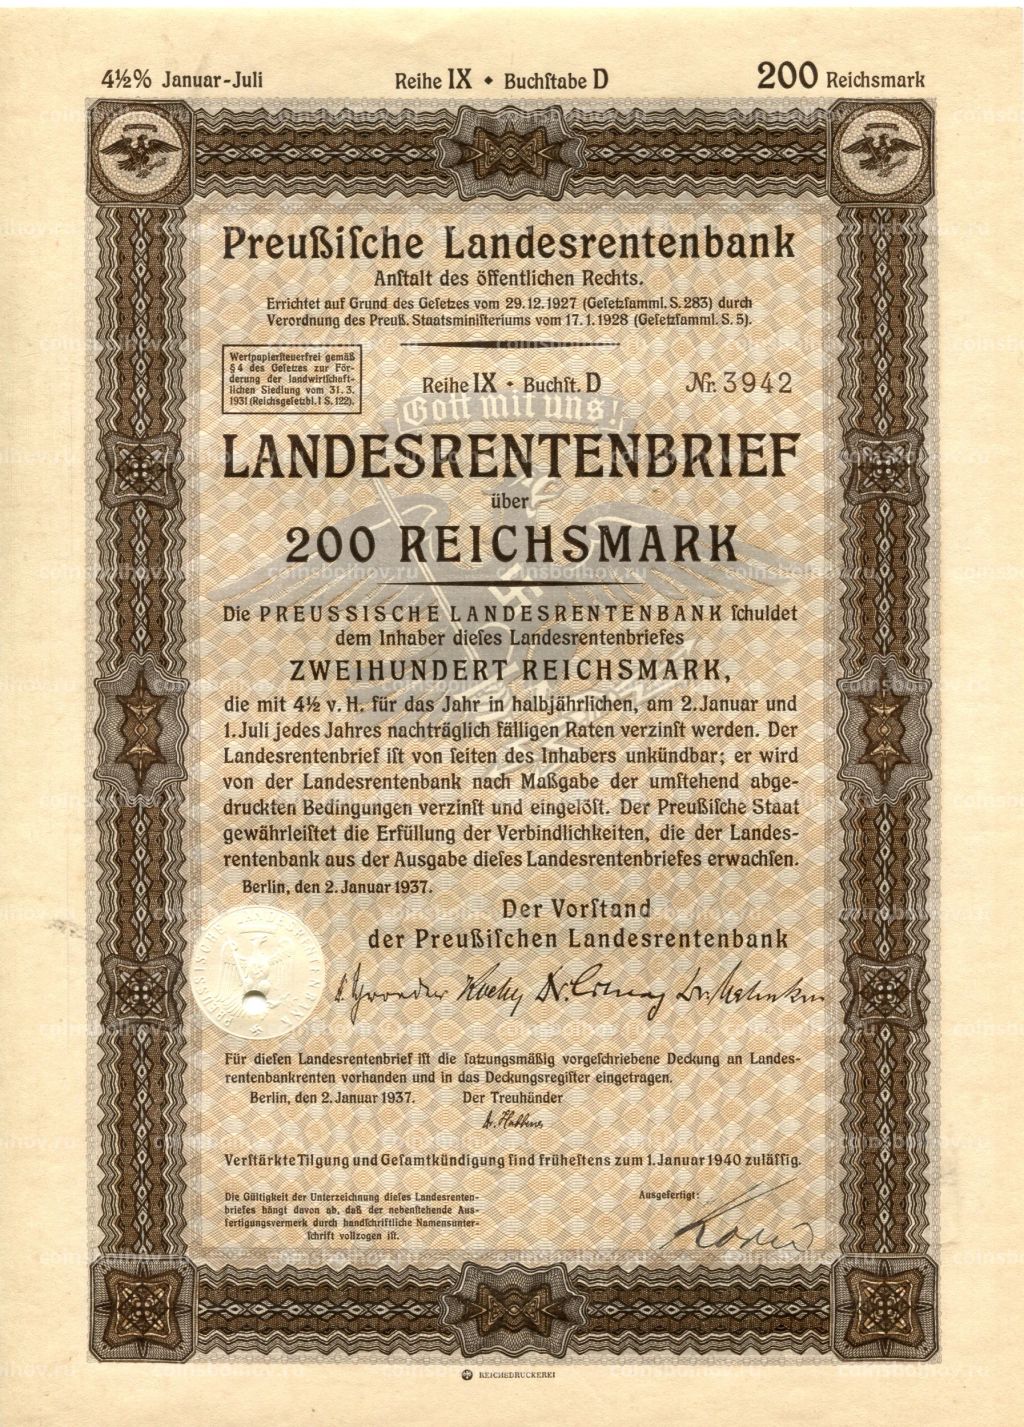 4½% Januar-Juli Reihe IX • Buchſtabe D 200 Reichsmark
Preußiſche Landesrentenbank
Anſtalt des öffentlichen Rechts.
Errichtet auf Grund des Geſetzes vom 29.12.1927 (Geſetzſamml. S. 283) durch
Verordnung des Preuß. Staatsminiſteriums vom 17.1.1928 (Geſetzſamml. S. 5).
Wertpapierſteuerfrei gemäß
§ 4 des Geſetzes zur För-
derung der landwirtſchaft-
lichen Siedlung vom 31. 3.
1931 (Reichsgeſetzbl. I S. 122).
Reihe IX • Buchſt. D Nr. 3942
Gott mit uns!
LANDESRENTENBRIEF
über
200 REICHSMARK
Die PREUSSISCHE LANDESRENTENBANK ſchuldet
dem Inhaber dieſes Landesrentenbriefes
ZWEIHUNDERT REICHSMARK,
die mit 4½ v. H. für das Jahr in halbjährlichen, am 2. Januar und
1. Juli jedes Jahres nachträglich fälligen Raten verzinſt werden. Der
Landesrentenbrief iſt von ſeiten des Inhabers unkündbar; er wird
von der Landesrentenbank nach Maßgabe der umſtehend abge-
druckten Bedingungen verzinſt und eingelöſt. Der Preußiſche Staat
gewährleiſtet die Erfüllung der Verbindlichkeiten, die der Landes-
rentenbank aus der Ausgabe dieſes Landesrentenbriefes erwachſen.
Berlin, den 2. Januar 1937.
Der Vorſtand
der Preußiſchen Landesrentenbank
PREUSSISCHE LANDESRENTENBANK
Für dieſen Landesrentenbrief iſt die ſatzungsmäßig vorgeſchriebene Deckung an Landes-
rentenbankrenten vorhanden und in das Deckungsregiſter eingetragen.
Berlin, den 2. Januar 1937. Der Treuhänder
Verſtärkte Tilgung und Geſamtkündigung ſind früheſtens zum 1. Januar 1940 zuläſſig.
Die Gültigkeit der Unterzeichnung dieſes Landesrenten-
briefes hängt davon ab, daß der nebenſtehende Aus-
fertigungsvermerk durch handſchriftliche Namensunter-
ſchrift vollzogen iſt.
Ausgefertigt:
REICHSDRUCKEREI
coinsbolhov.ru